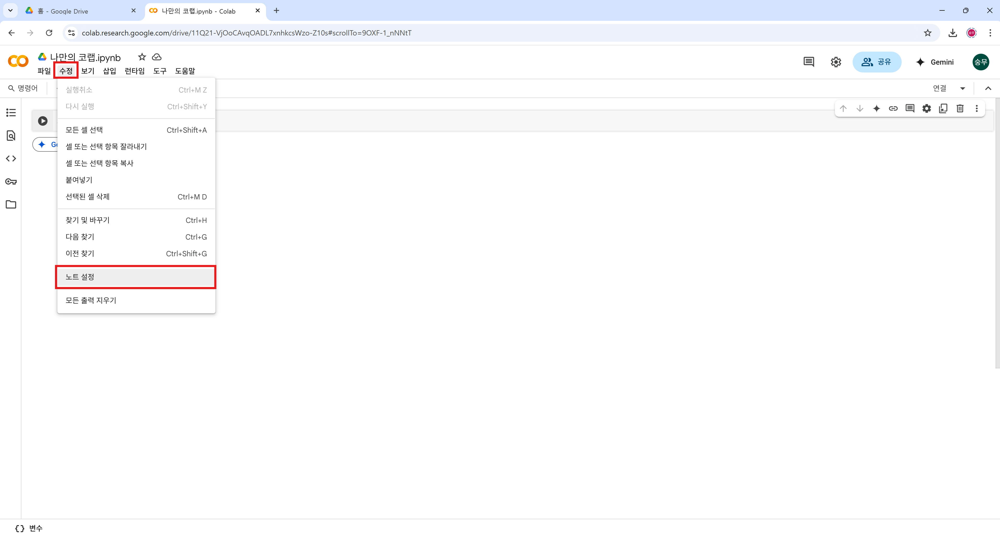 홈 - Google Drive
나만의 코랩.ipynb - Colab
colab.research.google.com/drive/11Q21-VjOoCAvqOADL7xnhkcsWzo-Z10s#scrollTo=9OXF-1_nNNtT
숭무
나만의 코랩.ipynb
파일 수정 보기 삽입 런타임 도구 도움말
공유
Gemini
숭무
명령어
연결
실행취소 Ctrl+M Z
다시 실행 Ctrl+Shift+Y
모든 셀 선택 Ctrl+Shift+A
셀 또는 선택 항목 잘라내기
셀 또는 선택 항목 복사
붙여넣기
선택된 셀 삭제 Ctrl+M D
찾기 및 바꾸기 Ctrl+H
다음 찾기 Ctrl+G
이전 찾기 Ctrl+Shift+G
노트 설정
모든 출력 지우기
{} 변수